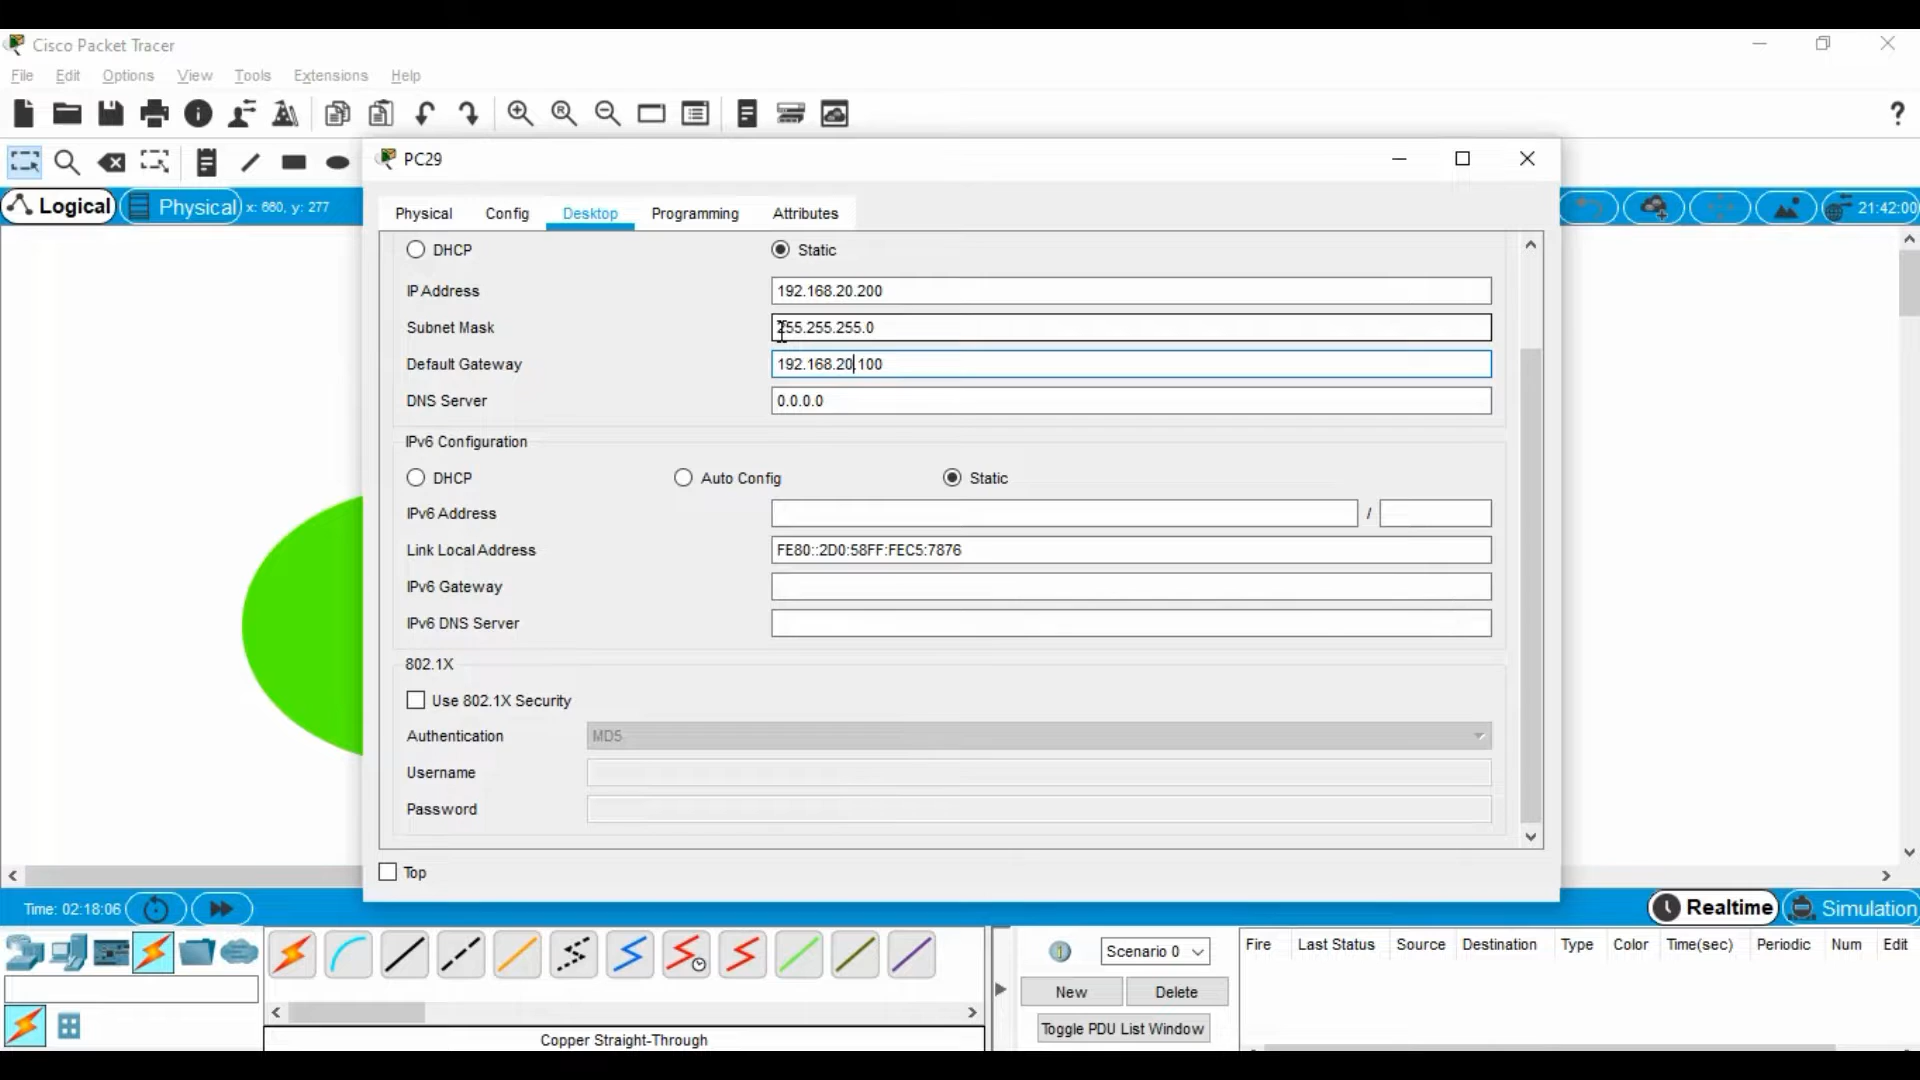 Cisco Packet Tracer
File Edit Options View Tools Extensions Help
PC29
Logical Physical x: 660, y: 277
21:42:00
Physical Config Desktop Programming Attributes
DHCP Static
IP Address 192.168.20.200
Subnet Mask 255.255.255.0
Default Gateway 192.168.20.100
DNS Server 0.0.0.0
IPv6 Configuration
DHCP Auto Config Static
IPv6 Address /
Link Local Address FE80::2D0:58FF:FEC5:7876
IPv6 Gateway
IPv6 DNS Server
802.1X
Use 802.1X Security
Authentication MD5
Username
Password
Top
Time: 02:18:06
Realtime Simulation
Scenario 0
Fire Last Status Source Destination Type Color Time(sec) Periodic Num Edit
New Delete
Toggle PDU List Window
Copper Straight-Through